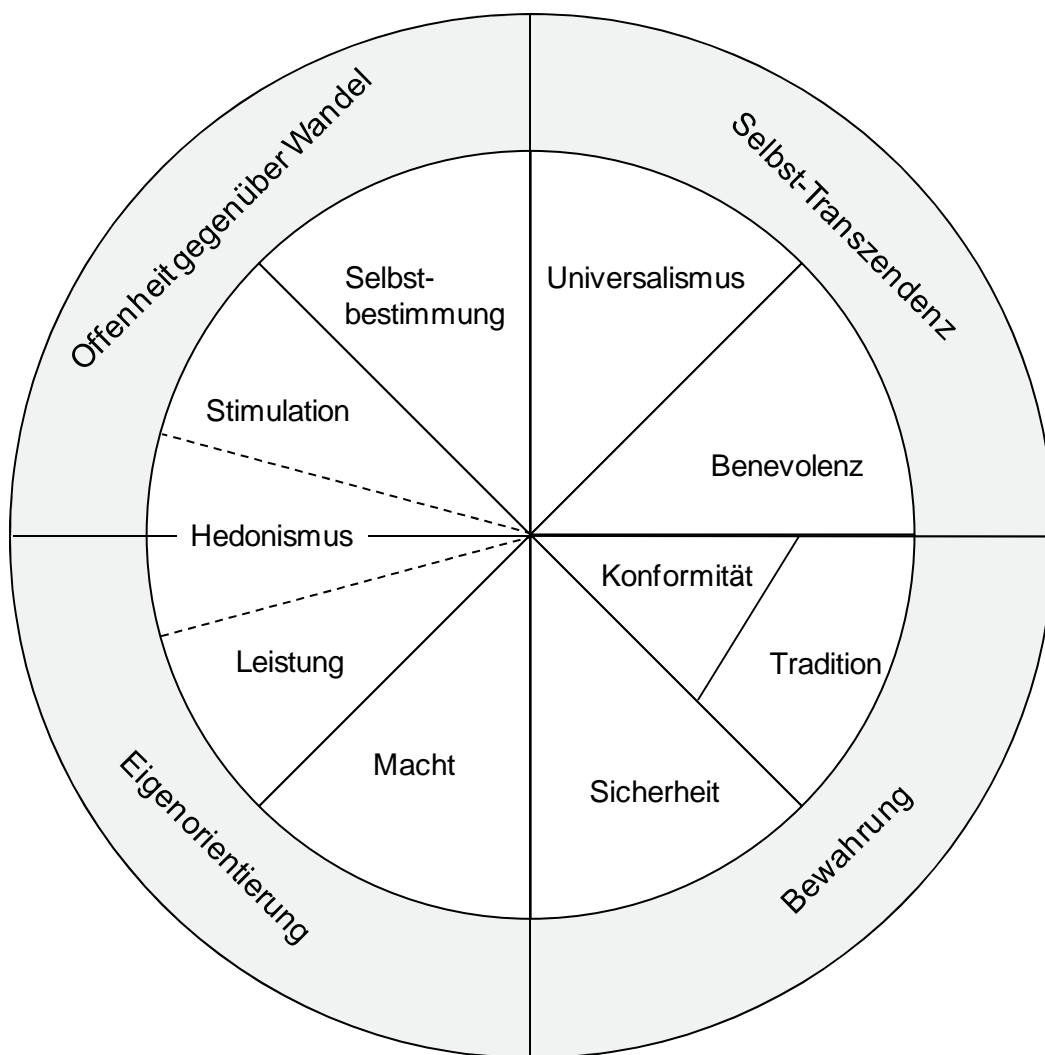 Offenheit gegenüber Wandel
Selbst-Transzendenz
Selbst-
bestimmung
Universalismus
Stimulation
Benevolenz
Hedonismus
Konformität
Leistung
Tradition
Macht
Sicherheit
Eigenorientierung
Bewahrung